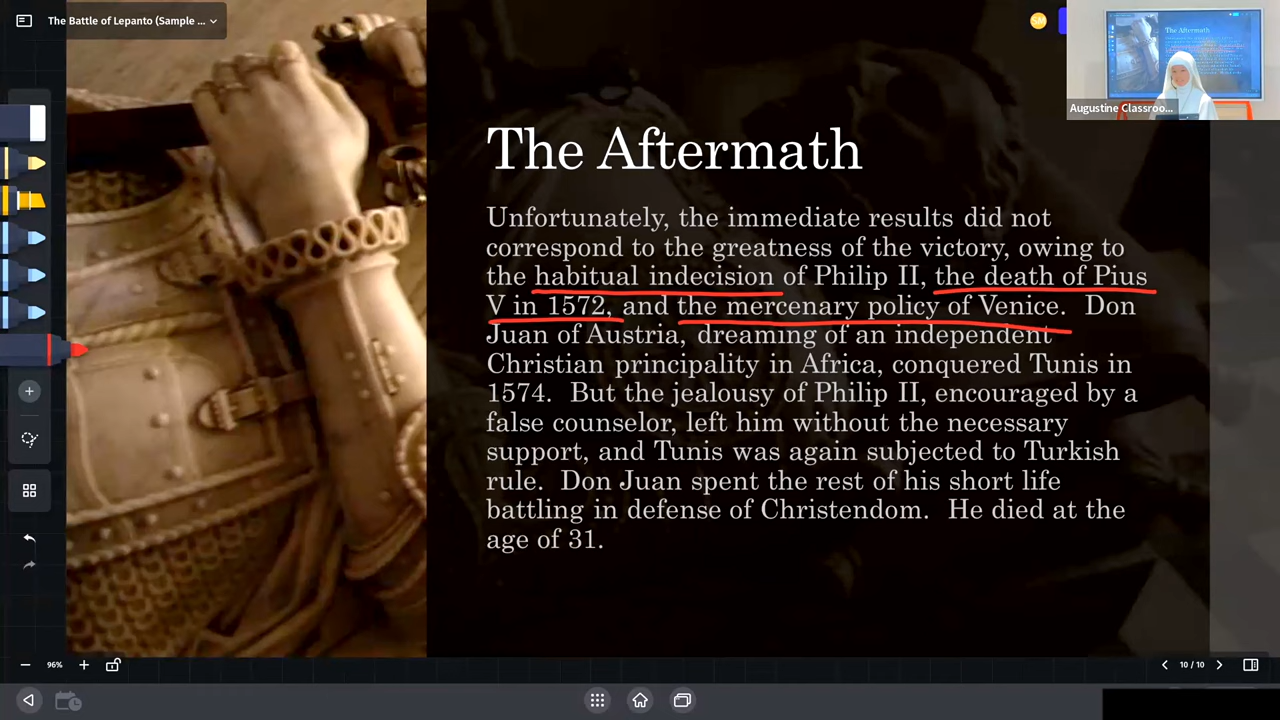 The Battle of Lepanto (Sample ...
SM
The Aftermath
Augustine Classroo...
The Aftermath
Unfortunately, the immediate results did not
correspond to the greatness of the victory, owing to
the habitual indecision of Philip II, the death of Pius
V in 1572, and the mercenary policy of Venice. Don
Juan of Austria, dreaming of an independent
Christian principality in Africa, conquered Tunis in
1574. But the jealousy of Philip II, encouraged by a
false counselor, left him without the necessary
support, and Tunis was again subjected to Turkish
rule. Don Juan spent the rest of his short life
battling in defense of Christendom. He died at the
age of 31.
96%
10 / 10